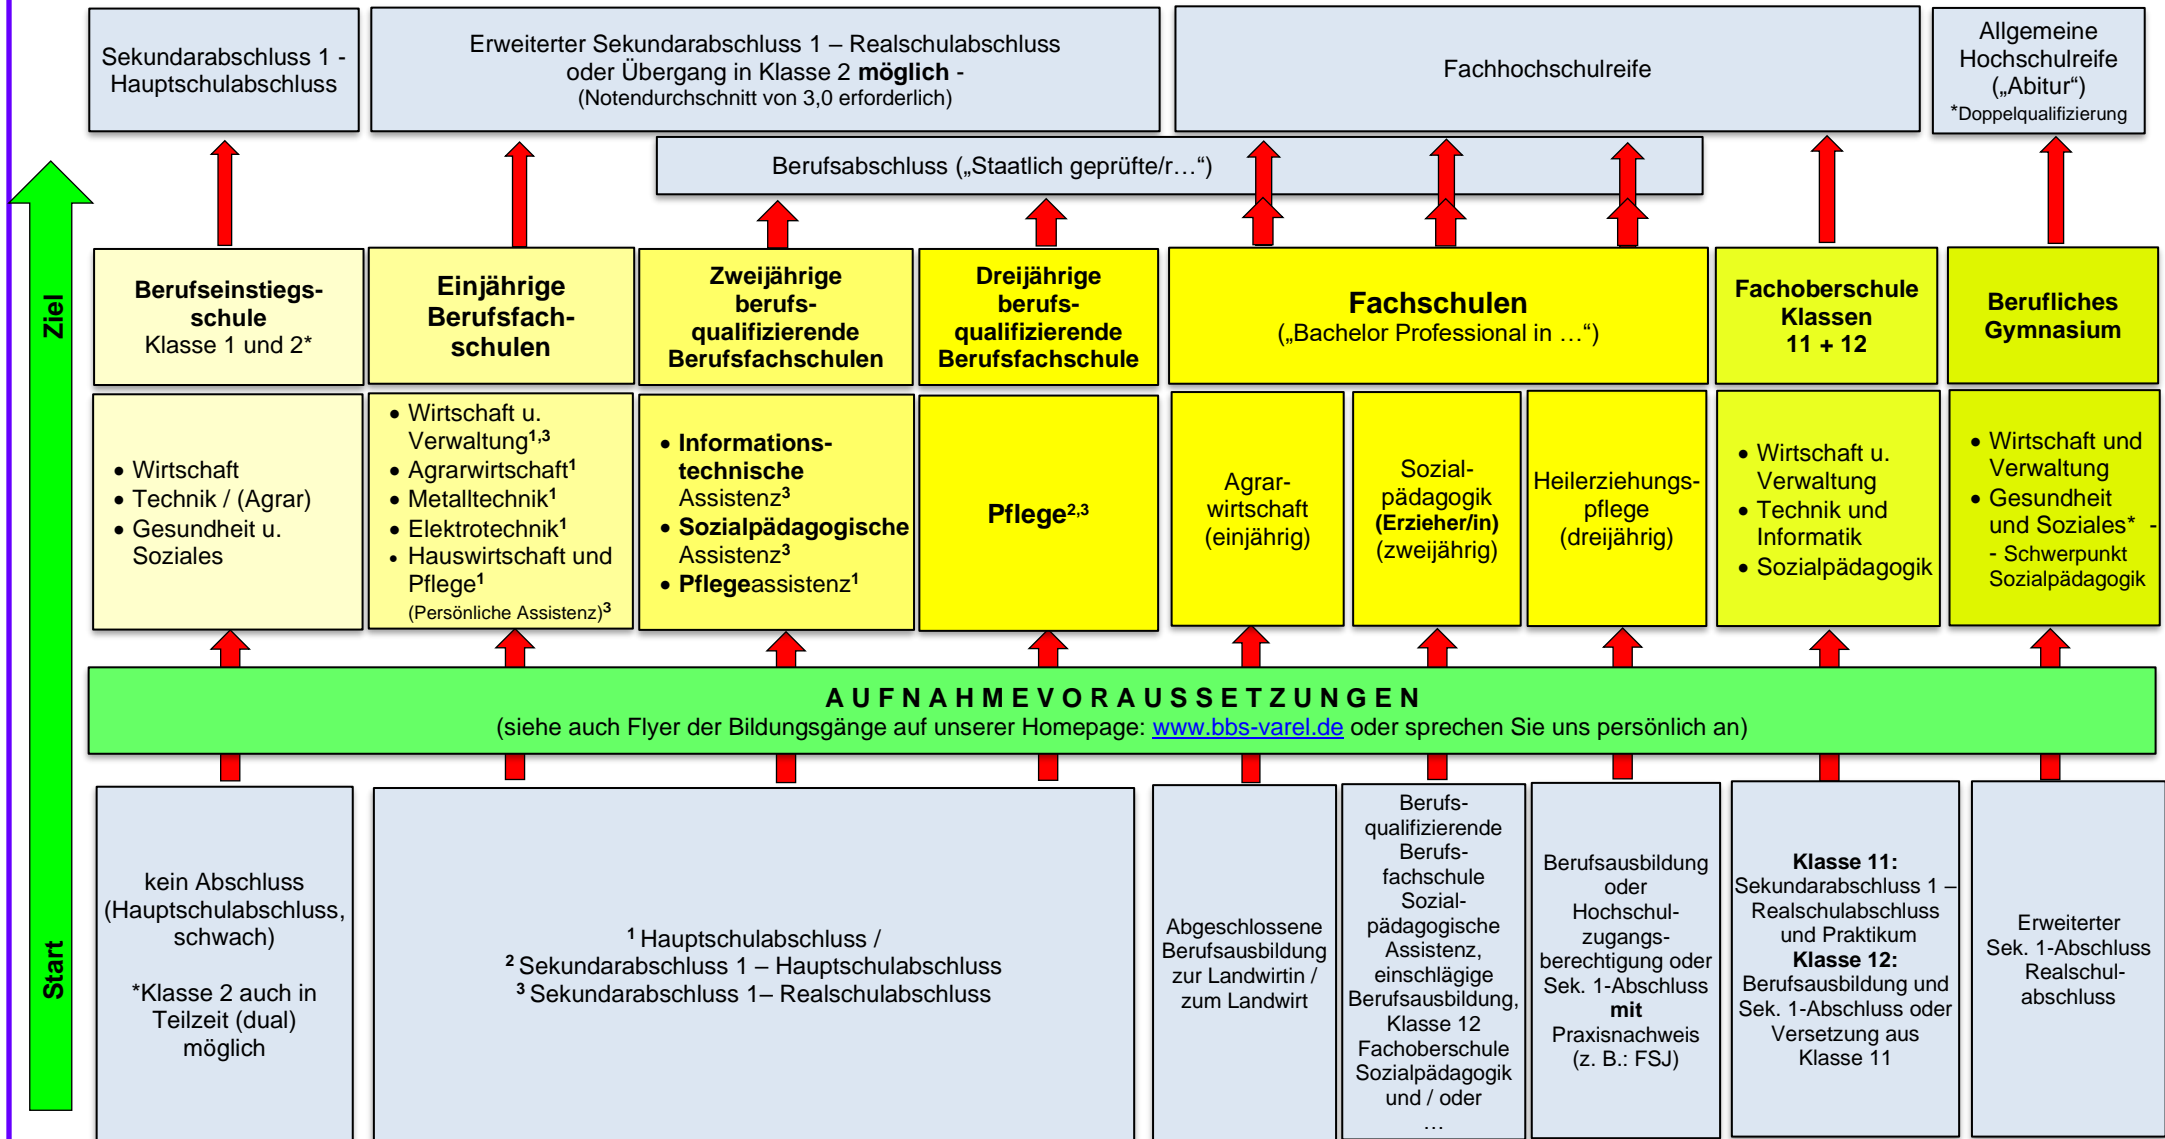 Sekundarabschluss 1 -
Hauptschulabschluss
Erweiterter Sekundarabschluss 1 – Realschulabschluss
oder Übergang in Klasse 2 möglich -
(Notendurchschnitt von 3,0 erforderlich)
Fachhochschulreife
Allgemeine
Hochschulreife
(„Abitur“)
*Doppelqualifizierung
Berufsabschluss („Staatlich geprüfte/r…“)
Ziel
Berufseinstiegs-
schule
Klasse 1 und 2*
Einjährige
Berufsfach-
schulen
Zweijährige
berufs-
qualifizierende
Berufsfachschulen
Dreijährige
berufs-
qualifizierende
Berufsfachschule
Fachschulen
(„Bachelor Professional in …“)
Fachoberschule
Klassen
11 + 12
Berufliches
Gymnasium
• Wirtschaft
• Technik / (Agrar)
• Gesundheit u.
Soziales
• Wirtschaft u.
Verwaltung1,3
• Agrarwirtschaft1
• Metalltechnik1
• Elektrotechnik1
• Hauswirtschaft und
Pflege1
(Persönliche Assistenz)3
• Informations-
technische
Assistenz3
• Sozialpädagogische
Assistenz3
• Pflegeassistenz1
Pflege2,3
Agrar-
wirtschaft
(einjährig)
Sozial-
pädagogik
(Erzieher/in)
(zweijährig)
Heilerziehungs-
pflege
(dreijährig)
• Wirtschaft u.
Verwaltung
• Technik und
Informatik
• Sozialpädagogik
• Wirtschaft und
Verwaltung
• Gesundheit
und Soziales* -
- Schwerpunkt
Sozialpädagogik
AUFNAHMEVORAUSSETZUNGEN
(siehe auch Flyer der Bildungsgänge auf unserer Homepage: www.bbs-varel.de oder sprechen Sie uns persönlich an)
Start
kein Abschluss
(Hauptschulabschluss,
schwach)
*Klasse 2 auch in
Teilzeit (dual)
möglich
1 Hauptschulabschluss /
2 Sekundarabschluss 1 – Hauptschulabschluss
3 Sekundarabschluss 1– Realschulabschluss
Abgeschlossene
Berufsausbildung
zur Landwirtin /
zum Landwirt
Berufs-
qualifizierende
Berufs-
fachschule
Sozial-
pädagogische
Assistenz,
einschlägige
Berufsausbildung,
Klasse 12
Fachoberschule
Sozialpädagogik
und / oder
…
Berufsausbildung
oder
Hochschul-
zugangs-
berechtigung oder
Sek. 1-Abschluss
mit
Praxisnachweis
(z. B.: FSJ)
Klasse 11:
Sekundarabschluss 1 –
Realschulabschluss
und Praktikum
Klasse 12:
Berufsausbildung und
Sek. 1-Abschluss oder
Versetzung aus
Klasse 11
Erweiterter
Sek. 1-Abschluss
Realschul-
abschluss